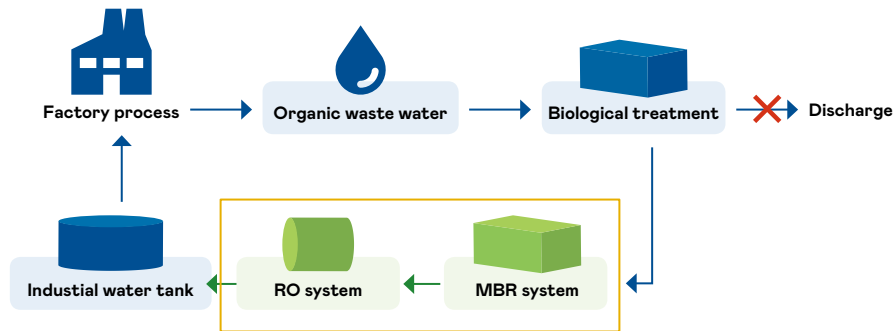 Factory process
Organic waste water
Biological treatment
Discharge
Industial water tank
RO system
MBR system